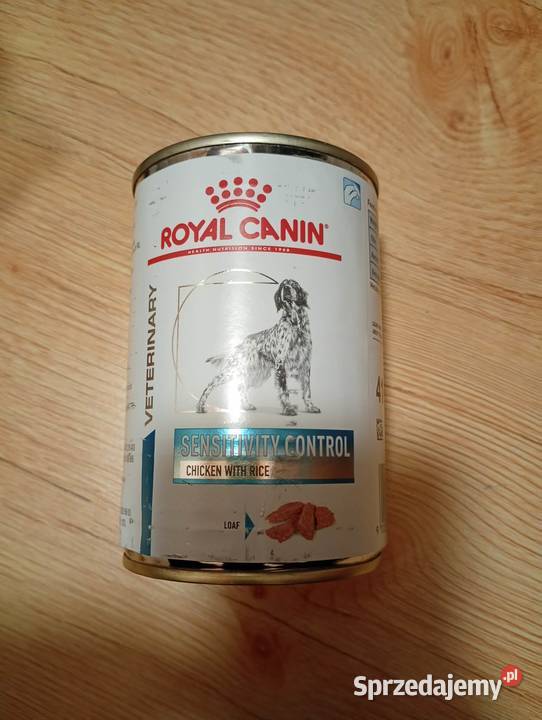 ROYAL CANIN
HEALTH NUTRITION SINCE 1968
VETERINARY
SENSITIVITY CONTROL
CHICKEN WITH RICE
LOAF
Sprzedajemy.pl